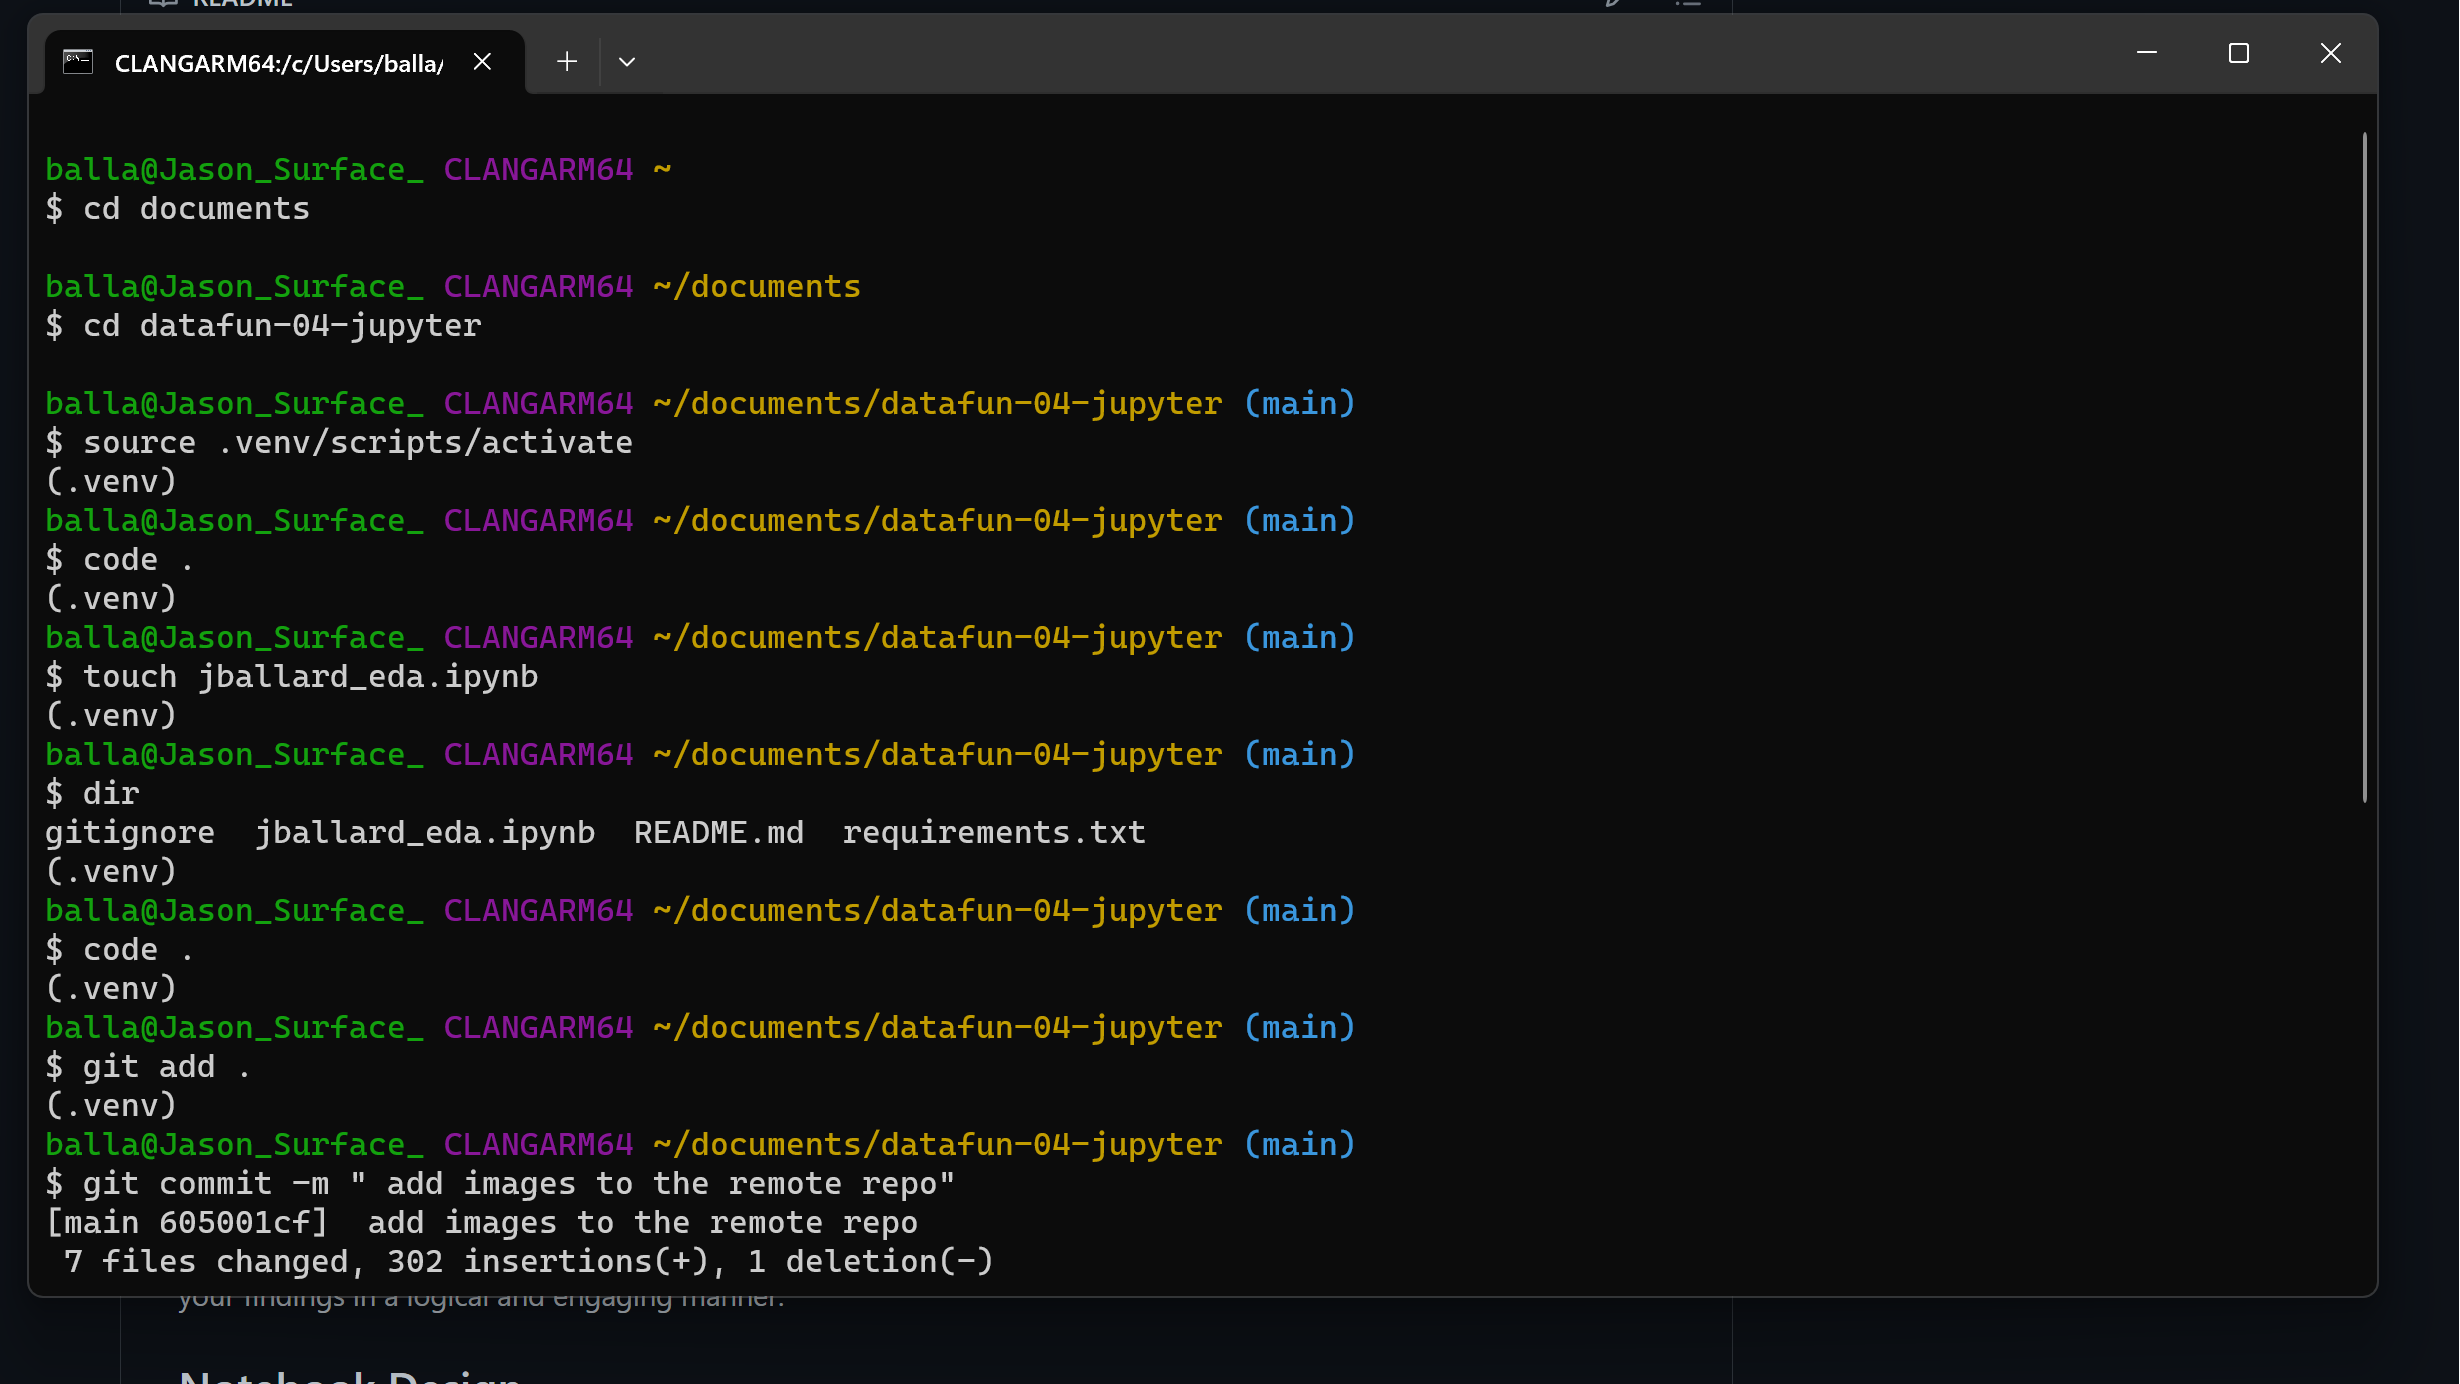 README
CLANGARM64:/c/Users/balla/
balla@Jason_Surface_ CLANGARM64 ~
$ cd documents
balla@Jason_Surface_ CLANGARM64 ~/documents
$ cd datafun-04-jupyter
balla@Jason_Surface_ CLANGARM64 ~/documents/datafun-04-jupyter (main)
$ source .venv/scripts/activate
(.venv)
balla@Jason_Surface_ CLANGARM64 ~/documents/datafun-04-jupyter (main)
$ code .
(.venv)
balla@Jason_Surface_ CLANGARM64 ~/documents/datafun-04-jupyter (main)
$ touch jballard_eda.ipynb
(.venv)
balla@Jason_Surface_ CLANGARM64 ~/documents/datafun-04-jupyter (main)
$ dir
gitignore  jballard_eda.ipynb  README.md  requirements.txt
(.venv)
balla@Jason_Surface_ CLANGARM64 ~/documents/datafun-04-jupyter (main)
$ code .
(.venv)
balla@Jason_Surface_ CLANGARM64 ~/documents/datafun-04-jupyter (main)
$ git add .
(.venv)
balla@Jason_Surface_ CLANGARM64 ~/documents/datafun-04-jupyter (main)
$ git commit -m " add images to the remote repo"
[main 605001cf]  add images to the remote repo
 7 files changed, 302 insertions(+), 1 deletion(-)
your findings in a logical and engaging manner.
Notebook Design